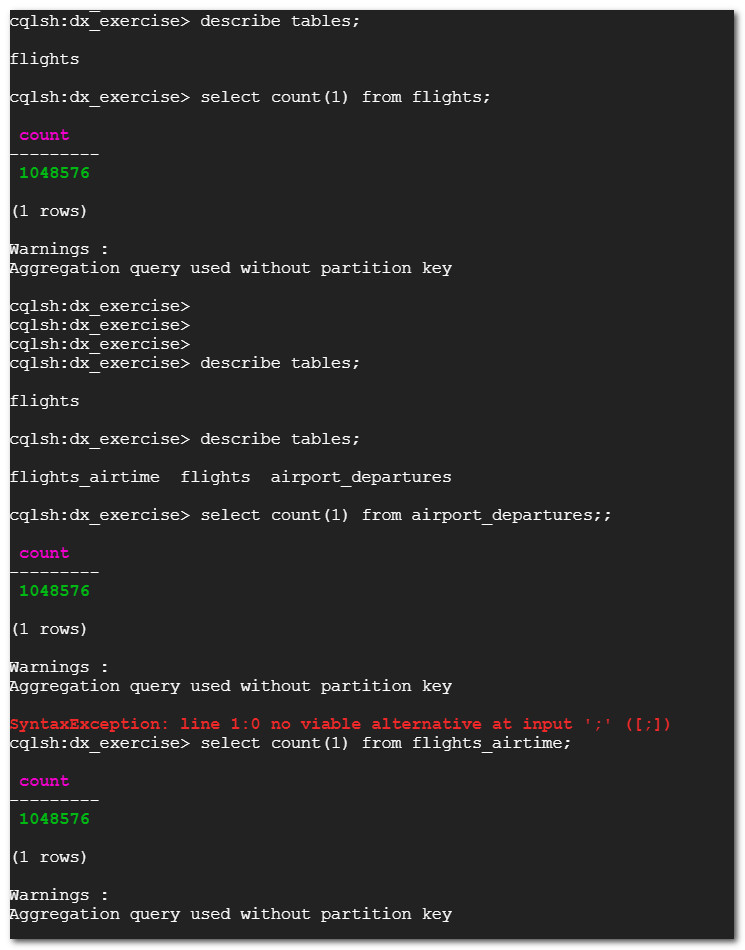 cqlsh:dx_exercise> describe tables;
flights
cqlsh:dx_exercise> select count(1) from flights;
count
---------
1048576
(1 rows)
Warnings :
Aggregation query used without partition key
cqlsh:dx_exercise>
cqlsh:dx_exercise>
cqlsh:dx_exercise>
cqlsh:dx_exercise> describe tables;
flights
cqlsh:dx_exercise> describe tables;
flights_airtime  flights  airport_departures
cqlsh:dx_exercise> select count(1) from airport_departures;;
count
---------
1048576
(1 rows)
Warnings :
Aggregation query used without partition key
SyntaxException: line 1:0 no viable alternative at input ';' ([;])
cqlsh:dx_exercise> select count(1) from flights_airtime;
count
---------
1048576
(1 rows)
Warnings :
Aggregation query used without partition key